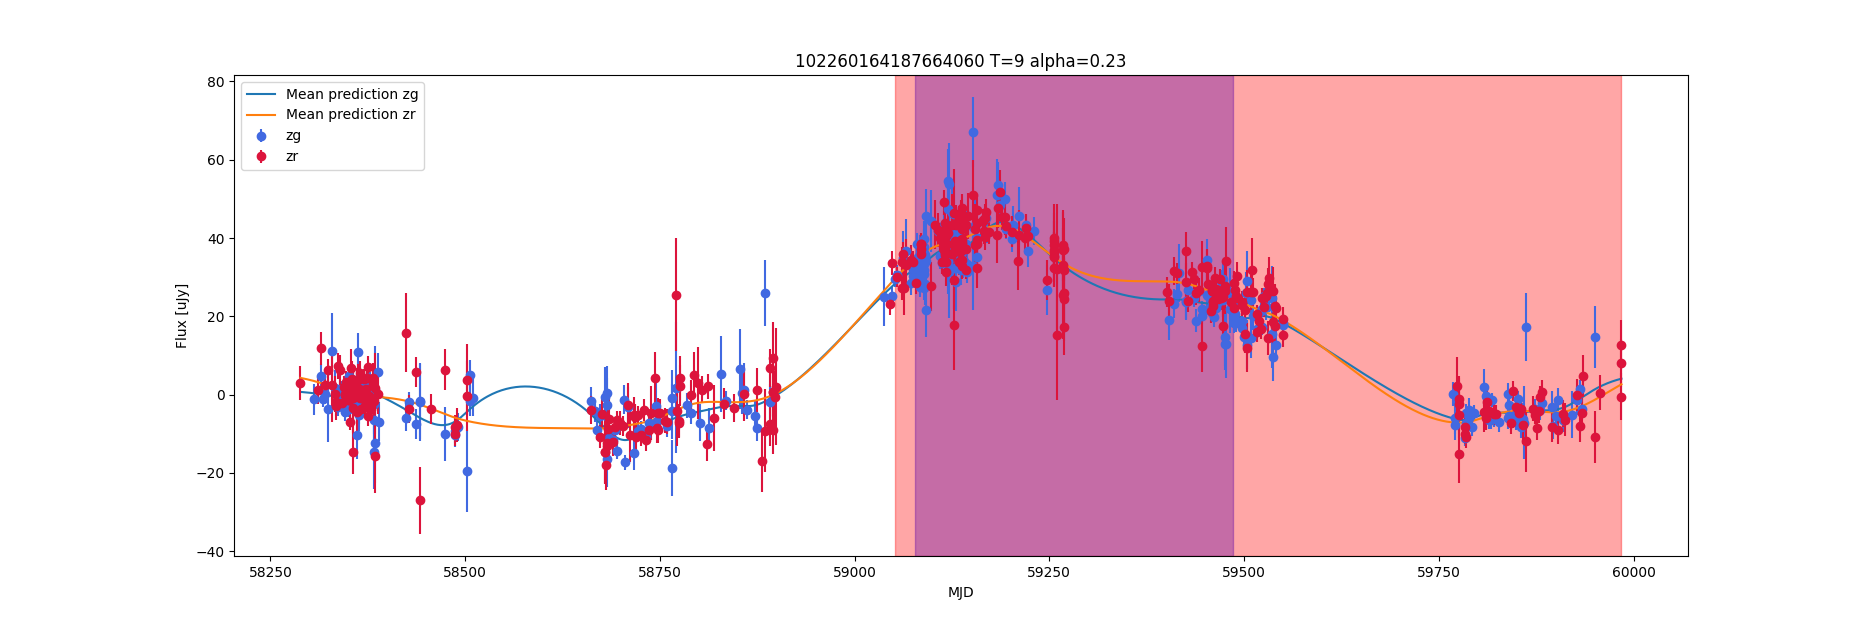 102260164187664060 T=9 alpha=0.23
Mean prediction zg
Mean prediction zr
zg
zr
Flux [uJy]
80
60
40
20
0
−20
−40
58250 58500 58750 59000 59250 59500 59750 60000
MJD